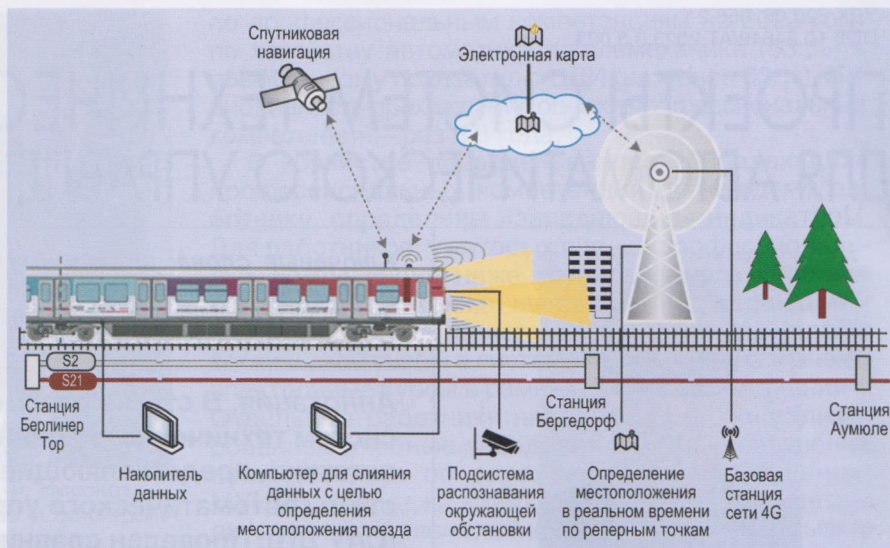 Спутниковая
навигация
Электронная карта
S2
S21
Станция
Берлинер
Тор
Станция
Бергедорф
Станция
Аумюле
Накопитель
данных
Компьютер для слияния
данных с целью
определения
местоположения поезда
Подсистема
распознавания
окружающей
обстановки
Определение
местоположения
в реальном времени
по реперным точкам
Базовая
станция
сети 4G